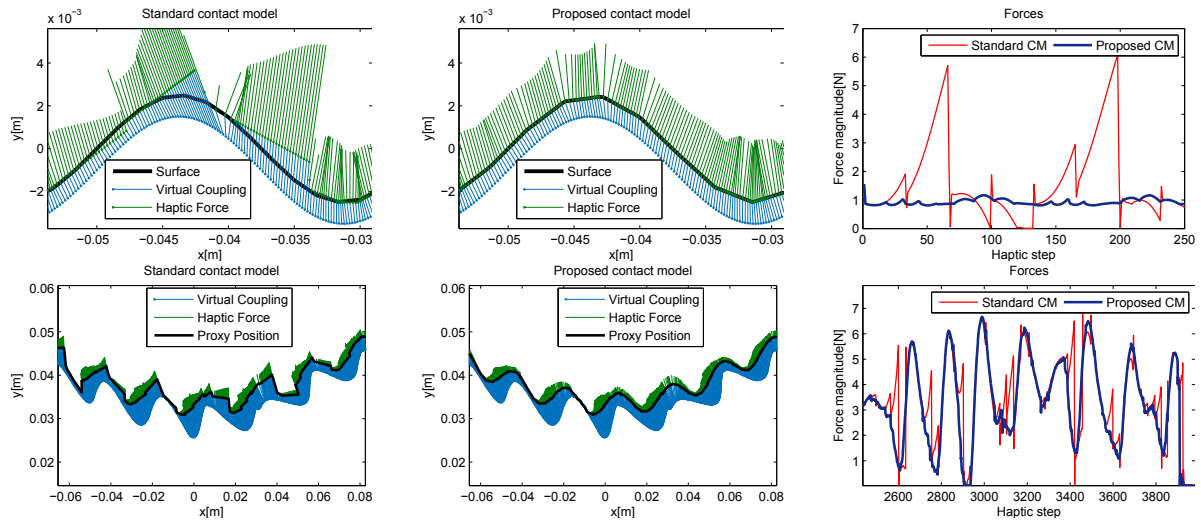 Standard contact model
x 10⁻³
4
2
0
−2
y[m]
Surface
Virtual Coupling
Haptic Force
−0.05
−0.045
−0.04
−0.035
−0.03
x[m]
Proposed contact model
x 10⁻³
4
2
0
−2
y[m]
Surface
Virtual Coupling
Haptic Force
−0.05
−0.045
−0.04
−0.035
−0.03
x[m]
Forces
7
6
5
4
3
2
1
0
Force magnitude[N]
Standard CM
Proposed CM
0
50
100
150
200
250
Haptic step
Standard contact model
0.06
0.05
0.04
0.03
0.02
y[m]
Virtual Coupling
Haptic Force
Proxy Position
−0.06
−0.04
−0.02
0
0.02
0.04
0.06
0.08
x[m]
Proposed contact model
0.06
0.05
0.04
0.03
0.02
y[m]
Virtual Coupling
Haptic Force
Proxy Position
−0.06
−0.04
−0.02
0
0.02
0.04
0.06
0.08
x[m]
Forces
7
6
5
4
3
2
1
Force magnitude[N]
Standard CM
Proposed CM
2600
2800
3000
3200
3400
3600
3800
Haptic step